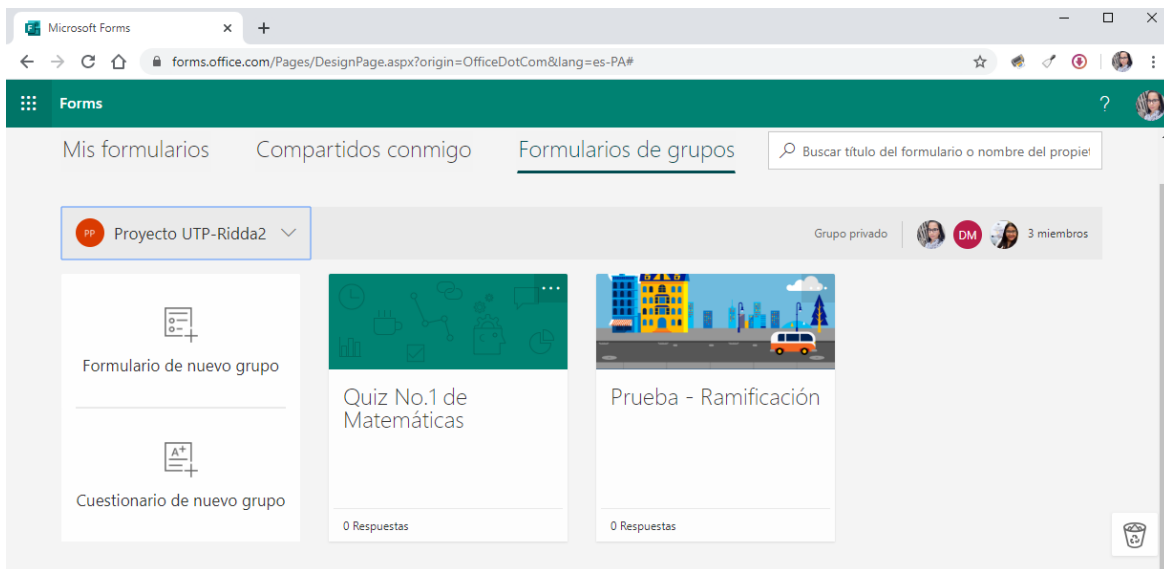 Microsoft Forms
forms.office.com/Pages/DesignPage.aspx?origin=OfficeDotCom&lang=es-PA#
Forms
?
Mis formularios Compartidos conmigo Formularios de grupos Buscar título del formulario o nombre del propiet
PP Proyecto UTP-Ridda2 Grupo privado DM 3 miembros
Formulario de nuevo grupo
Cuestionario de nuevo grupo
Quiz No.1 de
Matemáticas
0 Respuestas
Prueba - Ramificación
0 Respuestas